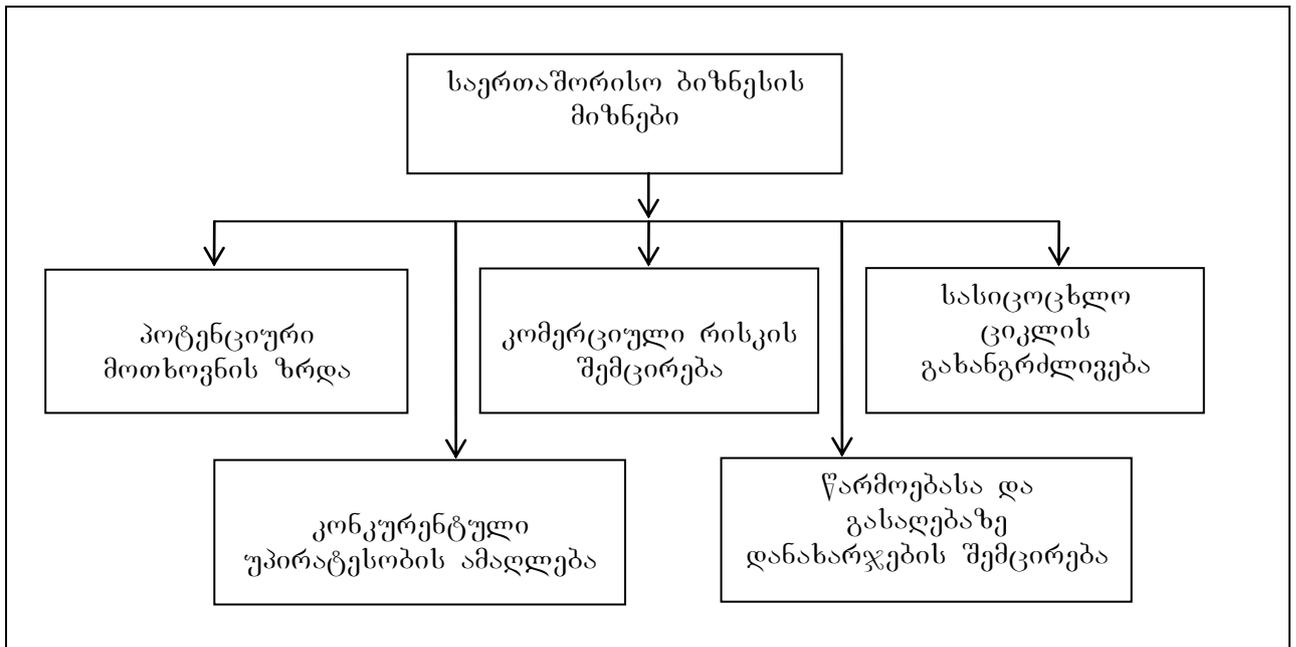 საერთაშორისო ბიზნესის
მიზნები
პოტენციური
მოთხოვნის ზრდა
კომერციული რისკის
შემცირება
სასიცოცხლო
ციკლის
გახანგრძლივება
კონკურენტული
უპირატესობის ამაღლება
წარმოებასა და
გასაღებაზე
დანახარჯების შემცირება